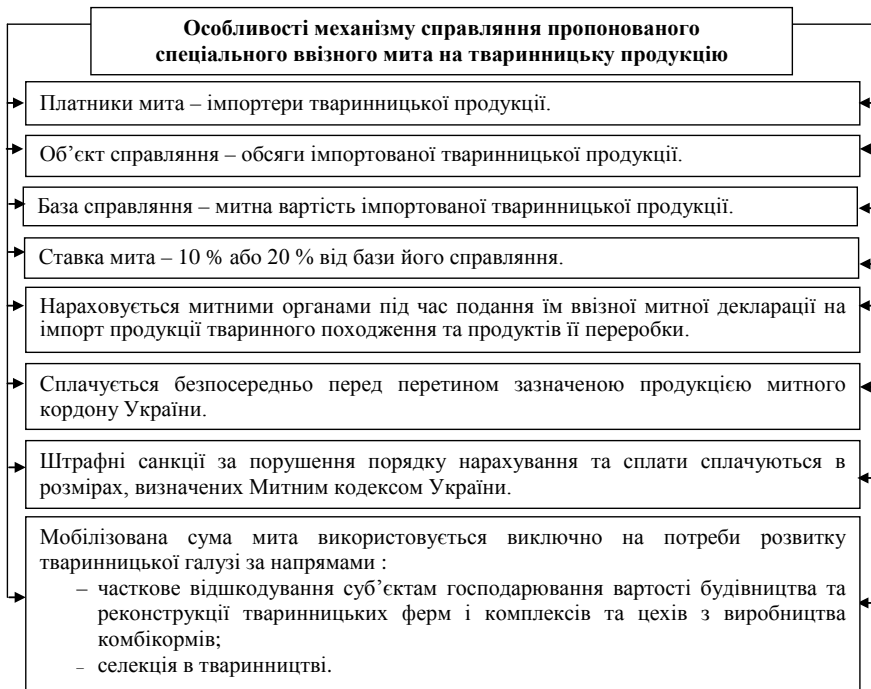 Особливості механізму справляння пропонованого
спеціального ввізного мита на тваринницьку продукцію
Платники мита – імпортери тваринницької продукції.
Об’єкт справляння – обсяги імпортованої тваринницької продукції.
База справляння – митна вартість імпортованої тваринницької продукції.
Ставка мита – 10 % або 20 % від бази його справляння.
Нараховується митними органами під час подання їм ввізної митної декларації на
імпорт продукції тваринного походження та продуктів її переробки.
Сплачується безпосередньо перед перетином зазначеною продукцією митного
кордону України.
Штрафні санкції за порушення порядку нарахування та сплати сплачуються в
розмірах, визначених Митним кодексом України.
Мобілізована сума мита використовується виключно на потреби розвитку
тваринницької галузі за напрямами :
– часткове відшкодування суб’єктам господарювання вартості будівництва та
реконструкції тваринницьких ферм і комплексів та цехів з виробництва
комбікормів;
– селекція в тваринництві.